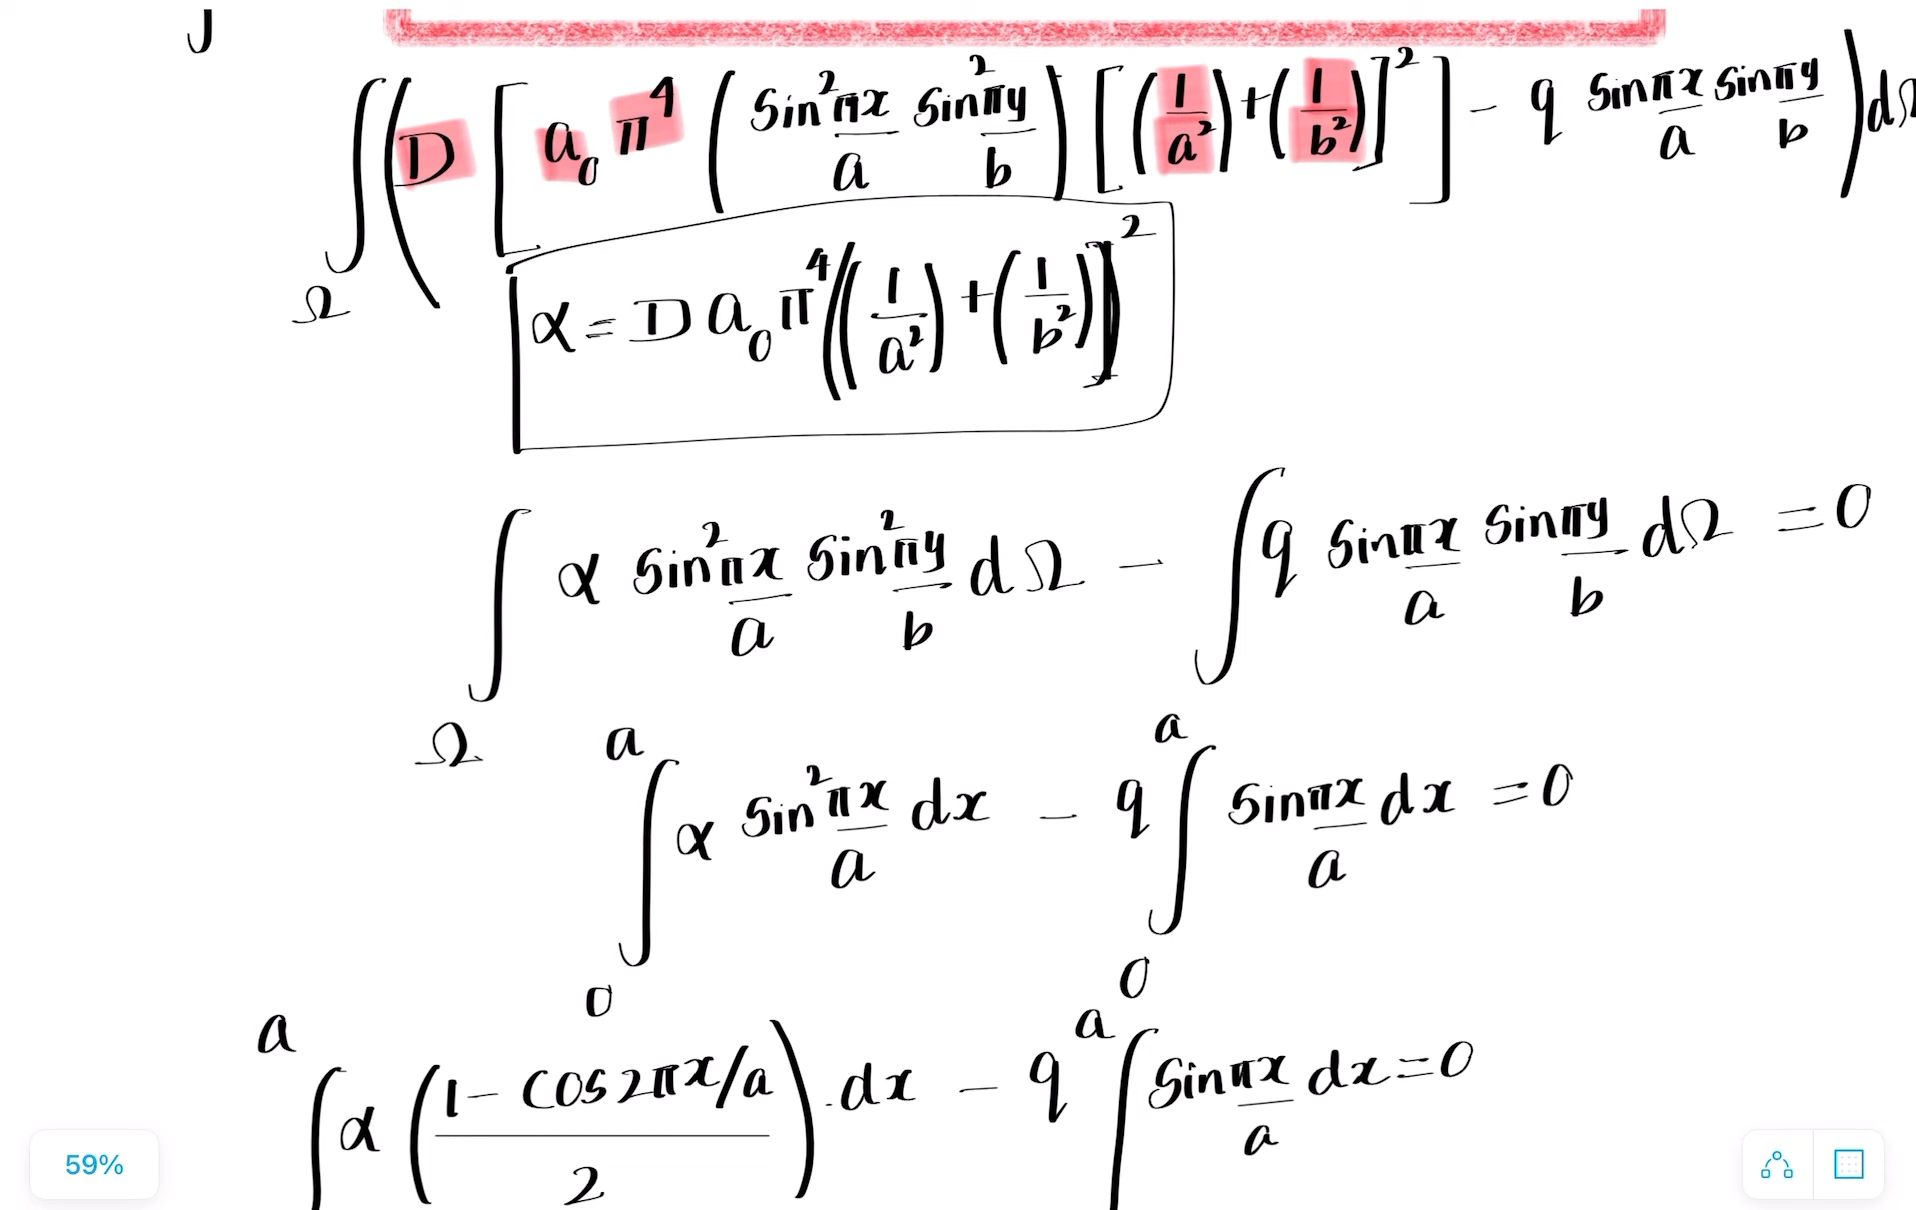 ∫_Ω ( D [ a₀ π⁴ ( sin² πx/a sin² πy/b ) [ (1/a²) + (1/b²) ]² ] − q sin πx/a sin πy/b ) dΩ
α = D a₀ π⁴ ( (1/a²) + (1/b²) )²
∫_Ω α sin² πx/a sin² πy/b dΩ − ∫ q sin πx/a sin πy/b dΩ = 0
∫₀ᵃ α sin² πx/a dx − q ∫₀ᵃ sin πx/a dx = 0
∫ᵃ α ( (1 − cos 2πx/a) / 2 ) . dx − q ∫ᵃ sin πx/a dx = 0
59%